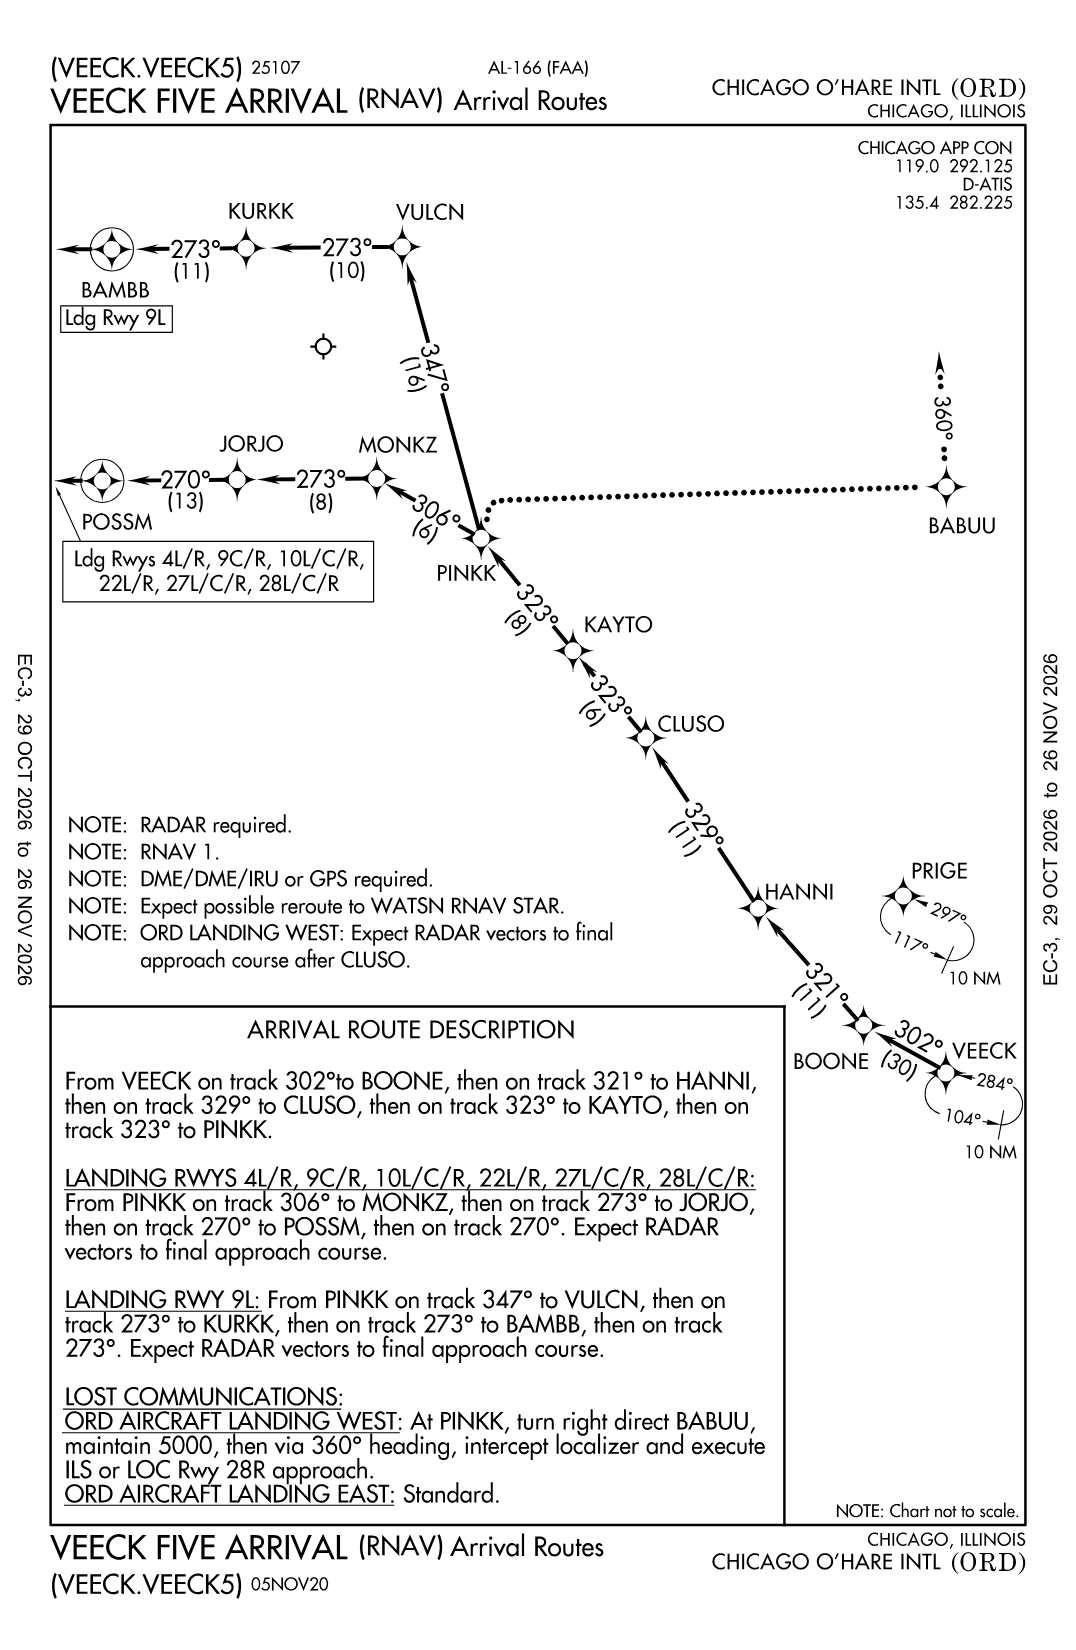 (VEECK.VEECK5) 25107
AL-166 (FAA)
VEECK FIVE ARRIVAL (RNAV) Arrival Routes
CHICAGO O'HARE INTL (ORD)
CHICAGO, ILLINOIS
CHICAGO APP CON
119.0 292.125
D-ATIS
135.4 282.225
KURKK
VULCN
273°
(11)
273°
(10)
BAMBB
Ldg Rwy 9L
347°
(16)
360°
JORJO
MONKZ
270°
(13)
273°
(8)
POSSM
306°
(6)
BABUU
Ldg Rwys 4L/R, 9C/R, 10L/C/R,
22L/R, 27L/C/R, 28L/C/R
PINKK
323°
(8)
KAYTO
323°
(6)
CLUSO
329°
(11)
HANNI
PRIGE
297°
117°
10 NM
321°
(11)
BOONE
302°
(30)
VEECK
284°
104°
10 NM
NOTE: RADAR required.
NOTE: RNAV 1.
NOTE: DME/DME/IRU or GPS required.
NOTE: Expect possible reroute to WATSN RNAV STAR.
NOTE: ORD LANDING WEST: Expect RADAR vectors to final
approach course after CLUSO.
ARRIVAL ROUTE DESCRIPTION
From VEECK on track 302°to BOONE, then on track 321° to HANNI,
then on track 329° to CLUSO, then on track 323° to KAYTO, then on
track 323° to PINKK.
LANDING RWYS 4L/R, 9C/R, 10L/C/R, 22L/R, 27L/C/R, 28L/C/R:
From PINKK on track 306° to MONKZ, then on track 273° to JORJO,
then on track 270° to POSSM, then on track 270°. Expect RADAR
vectors to final approach course.
LANDING RWY 9L: From PINKK on track 347° to VULCN, then on
track 273° to KURKK, then on track 273° to BAMBB, then on track
273°. Expect RADAR vectors to final approach course.
LOST COMMUNICATIONS:
ORD AIRCRAFT LANDING WEST: At PINKK, turn right direct BABUU,
maintain 5000, then via 360° heading, intercept localizer and execute
ILS or LOC Rwy 28R approach.
ORD AIRCRAFT LANDING EAST: Standard.
NOTE: Chart not to scale.
EC-3, 29 OCT 2026 to 26 NOV 2026
EC-3, 29 OCT 2026 to 26 NOV 2026
VEECK FIVE ARRIVAL (RNAV) Arrival Routes
(VEECK.VEECK5) 05NOV20
CHICAGO, ILLINOIS
CHICAGO O'HARE INTL (ORD)